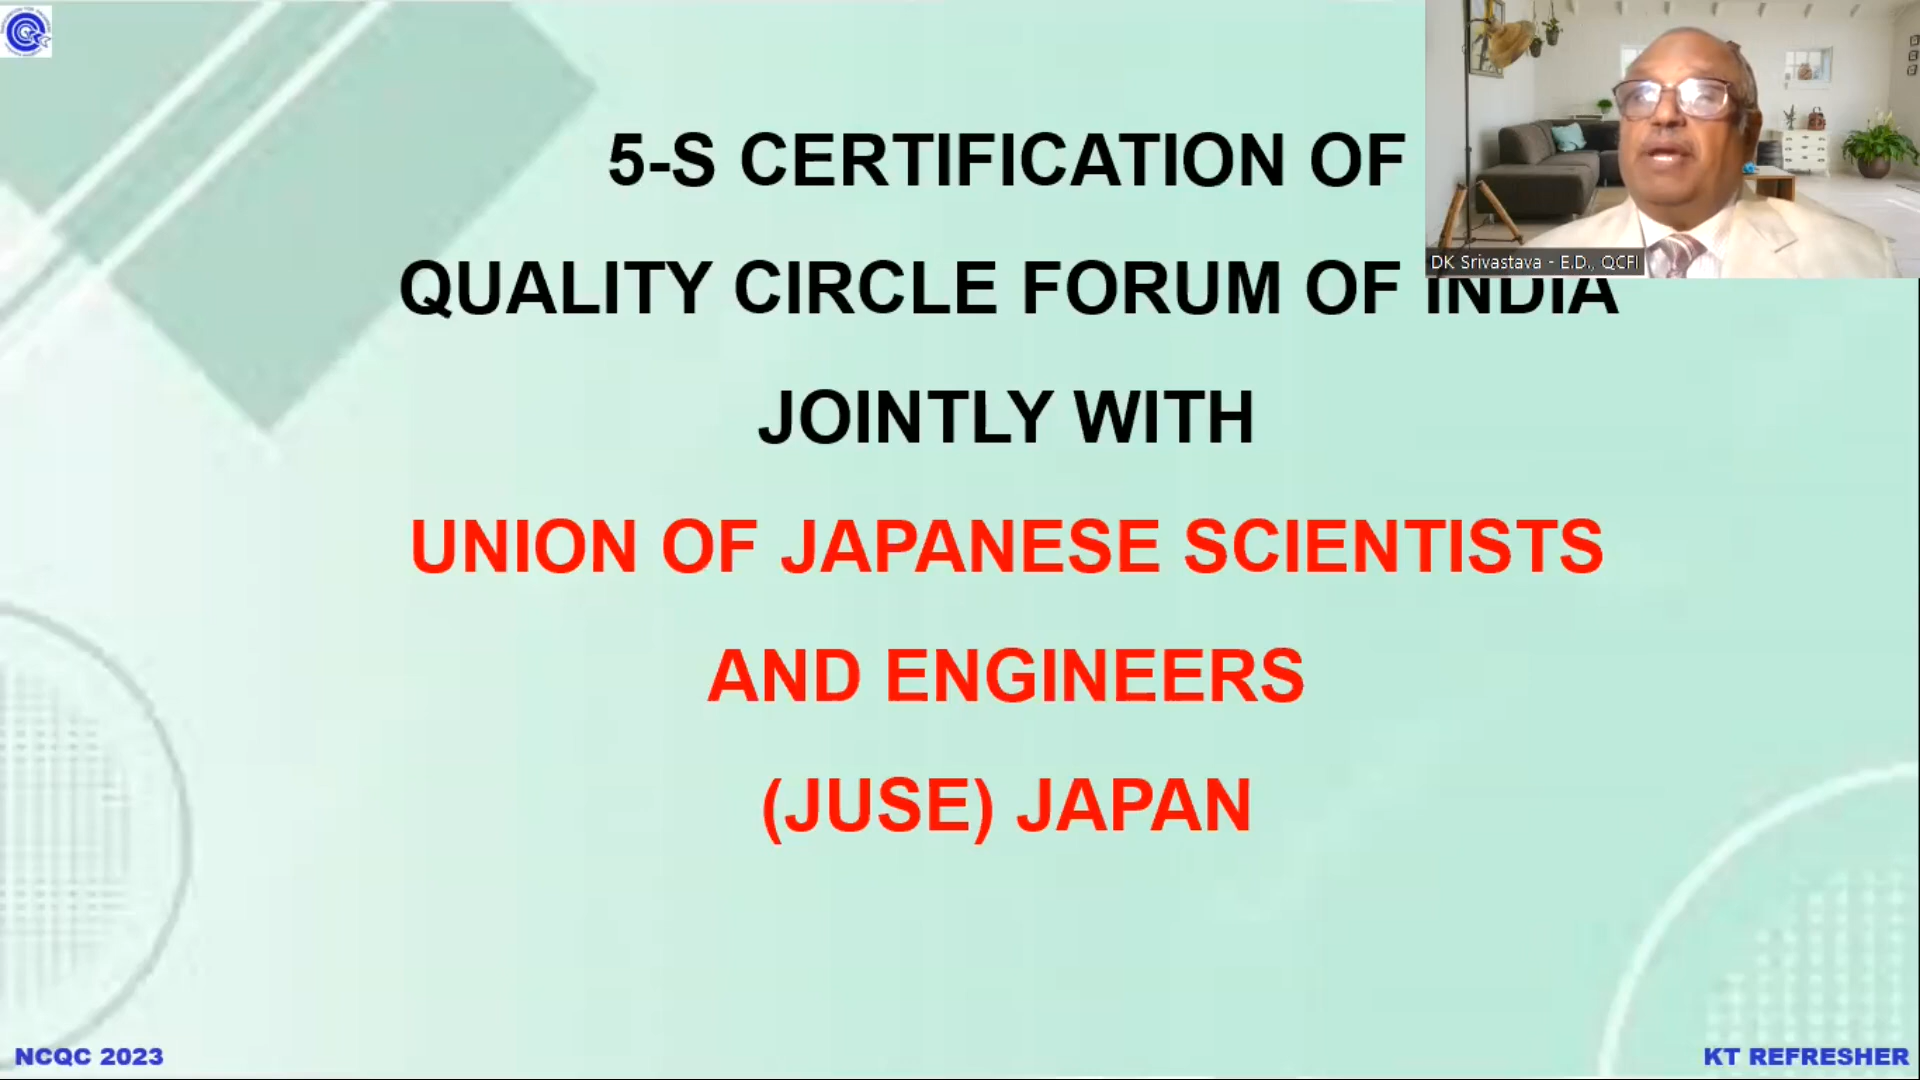 5-S CERTIFICATION OF
QUALITY CIRCLE FORUM OF INDIA
JOINTLY WITH
UNION OF JAPANESE SCIENTISTS
AND ENGINEERS
(JUSE) JAPAN
DK Srivastava - E.D., QCFI
NCQC 2023
KT REFRESHER